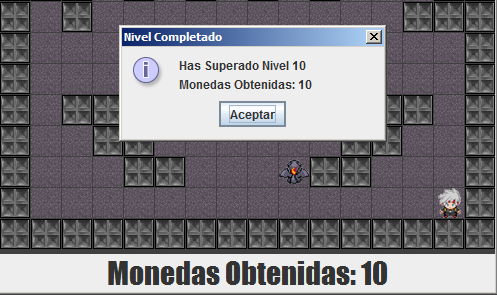 Nivel Completado
Has Superado Nivel 10
Monedas Obtenidas: 10
Aceptar
Monedas Obtenidas: 10